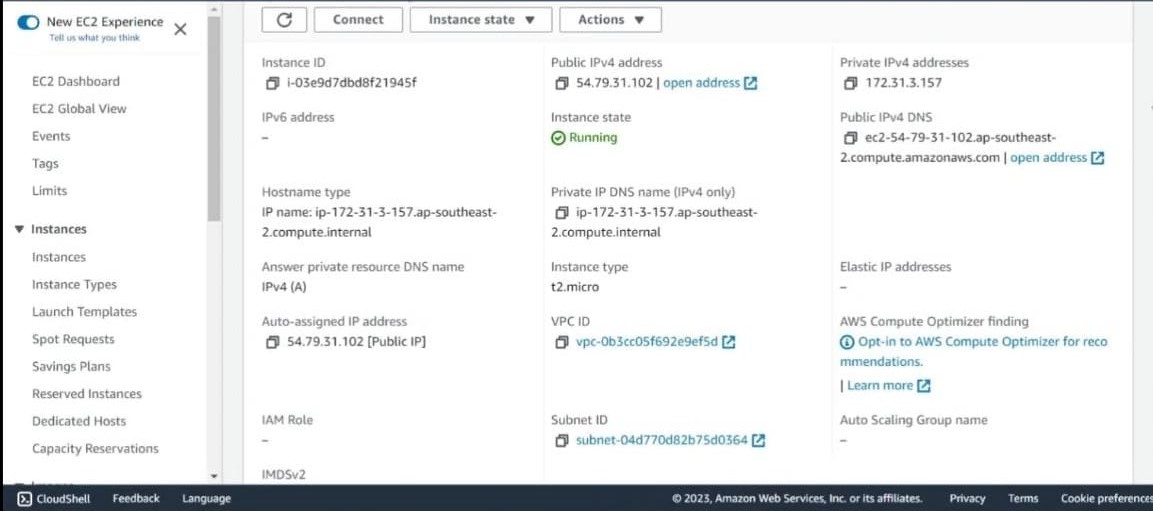 New EC2 Experience
Tell us what you think
EC2 Dashboard
EC2 Global View
Events
Tags
Limits
Instances
Instances
Instance Types
Launch Templates
Spot Requests
Savings Plans
Reserved Instances
Dedicated Hosts
Capacity Reservations
Connect
Instance state
Actions
Instance ID
i-03e9d7dbd8f21945f
Public IPv4 address
54.79.31.102 | open address
Private IPv4 addresses
172.31.3.157
IPv6 address
–
Instance state
Running
Public IPv4 DNS
ec2-54-79-31-102.ap-southeast-
2.compute.amazonaws.com | open address
Hostname type
IP name: ip-172-31-3-157.ap-southeast-
2.compute.internal
Private IP DNS name (IPv4 only)
ip-172-31-3-157.ap-southeast-
2.compute.internal
Answer private resource DNS name
IPv4 (A)
Instance type
t2.micro
Elastic IP addresses
–
Auto-assigned IP address
54.79.31.102 [Public IP]
VPC ID
vpc-0b3cc05f692e9ef5d
AWS Compute Optimizer finding
Opt-in to AWS Compute Optimizer for reco
mmendations.
| Learn more
IAM Role
–
Subnet ID
subnet-04d770d82b75d0364
Auto Scaling Group name
–
IMDSv2
CloudShell
Feedback
Language
© 2023, Amazon Web Services, Inc. or its affiliates.
Privacy
Terms
Cookie preferences